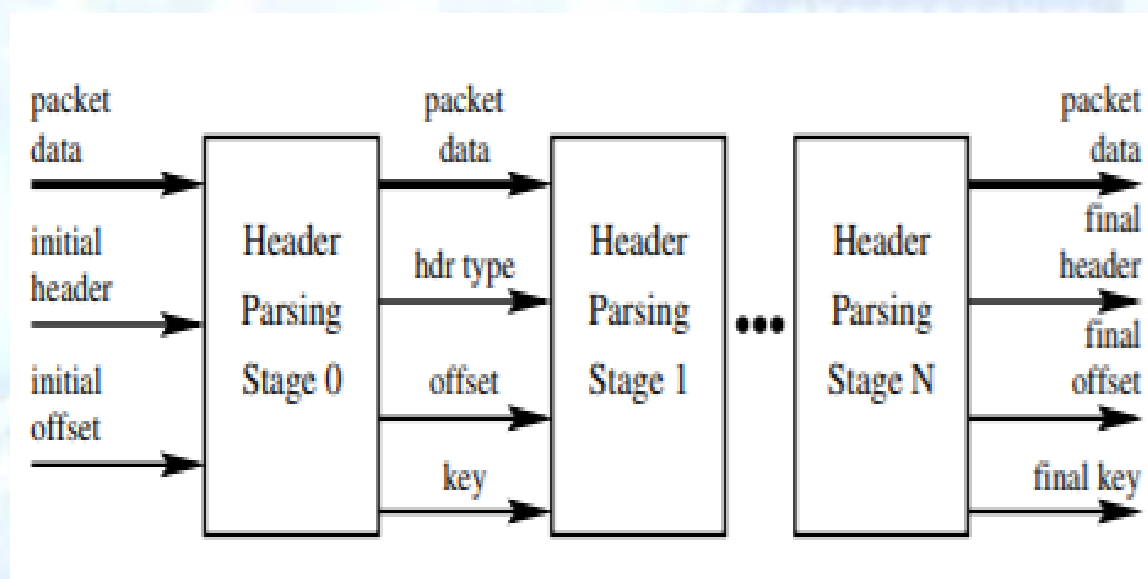 packet
data
initial
header
initial
offset
Header
Parsing
Stage 0
packet
data
hdr type
offset
key
Header
Parsing
Stage 1
Header
Parsing
Stage N
packet
data
final
header
final
offset
final key